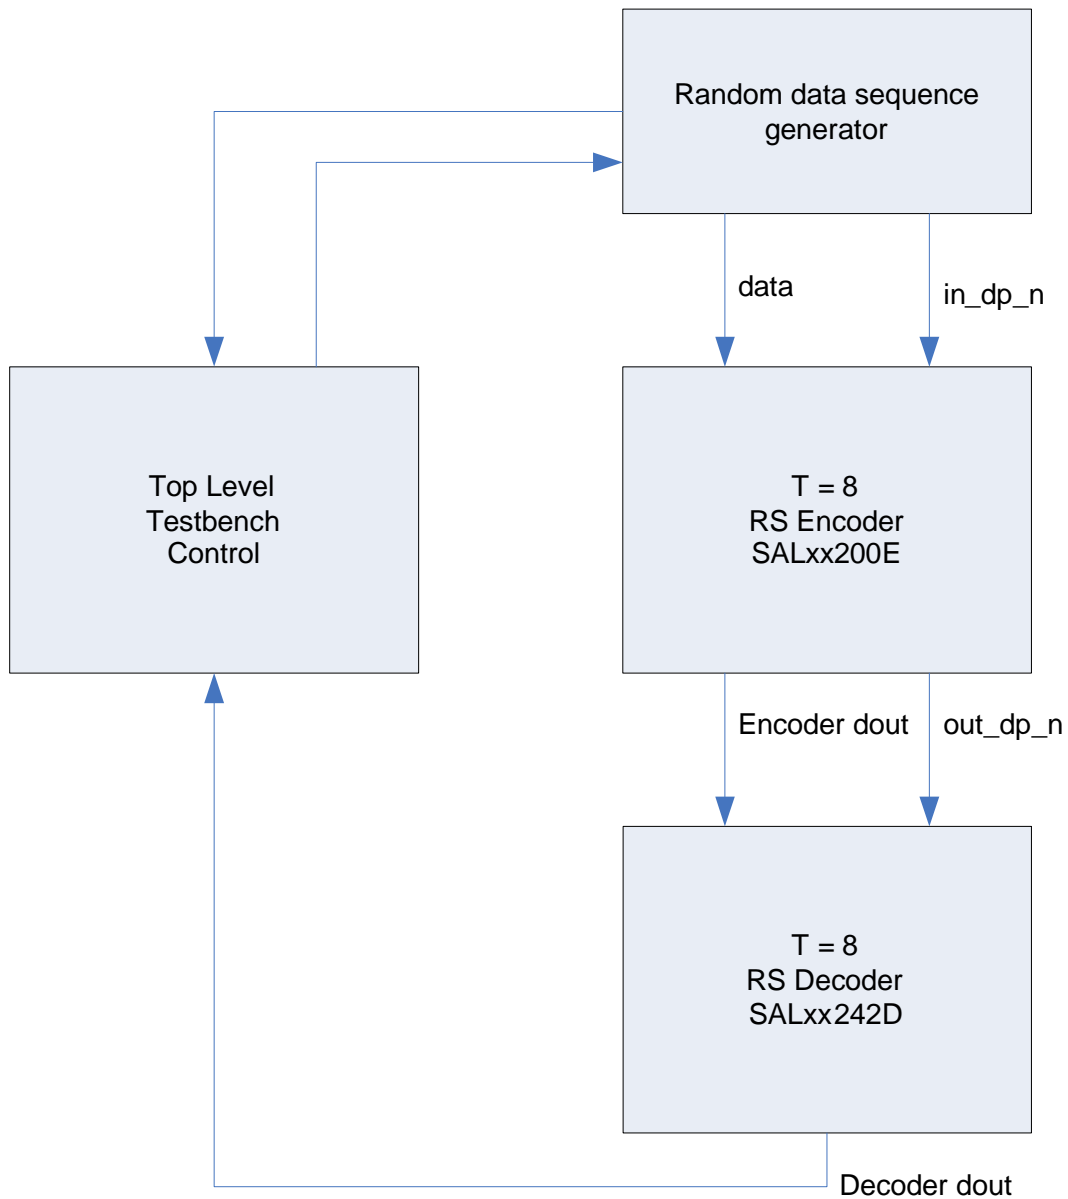 Random data sequence
generator
data
in_dp_n
Top Level
Testbench
Control
T = 8
RS Encoder
SALxx200E
Encoder dout
out_dp_n
T = 8
RS Decoder
SALxx242D
Decoder dout